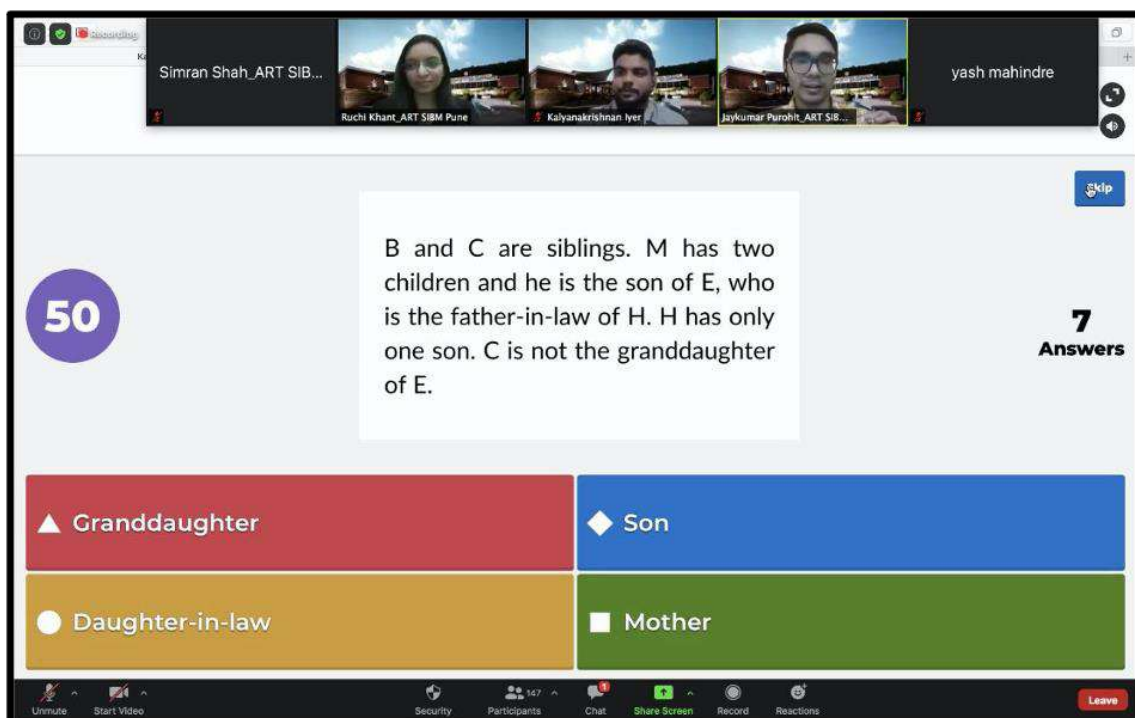 Recording
Simran Shah_ART SIB...
Ruchi Khant_ART SIBM Pune
Kalyanakrishnan Iyer
Jaykumar Purohit_ART SIB...
yash mahindre
Skip
B and C are siblings. M has two
children and he is the son of E, who
is the father-in-law of H. H has only
one son. C is not the granddaughter
of E.
50
7
Answers
Granddaughter
Son
Daughter-in-law
Mother
Unmute
Start Video
Security
147
Participants
1
Chat
Share Screen
Record
Reactions
Leave